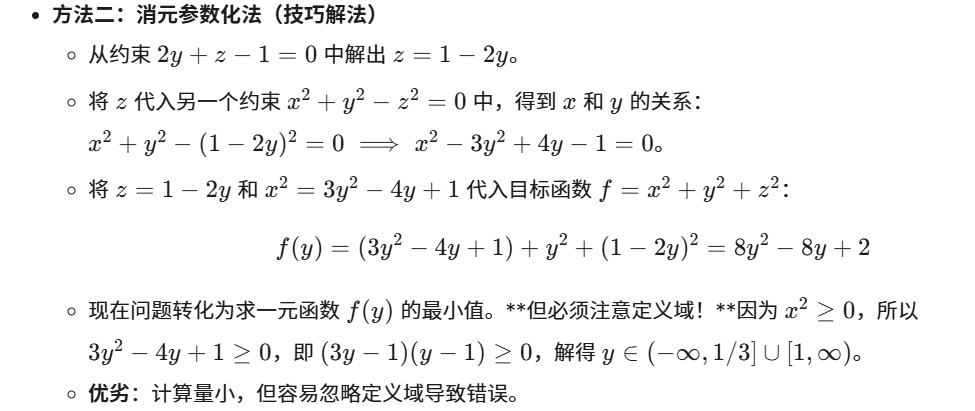 • 方法二：消元参数化法（技巧解法）
◦ 从约束 2y + z − 1 = 0 中解出 z = 1 − 2y。
◦ 将 z 代入另一个约束 x² + y² − z² = 0 中，得到 x 和 y 的关系：
x² + y² − (1 − 2y)² = 0 ⟹ x² − 3y² + 4y − 1 = 0。
◦ 将 z = 1 − 2y 和 x² = 3y² − 4y + 1 代入目标函数 f = x² + y² + z²：
f(y) = (3y² − 4y + 1) + y² + (1 − 2y)² = 8y² − 8y + 2
◦ 现在问题转化为求一元函数 f(y) 的最小值。**但必须注意定义域！**因为 x² ≥ 0，所以
3y² − 4y + 1 ≥ 0，即 (3y − 1)(y − 1) ≥ 0，解得 y ∈ (−∞, 1/3] ∪ [1, ∞)。
◦ 优劣：计算量小，但容易忽略定义域导致错误。